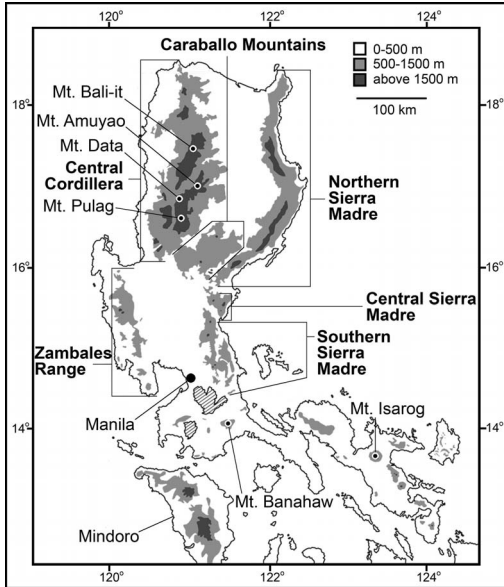 120°
122°
124°
Caraballo Mountains
0-500 m
500-1500 m
above 1500 m
100 km
18°
18°
Mt. Bali-it
Mt. Amuyao
Mt. Data
Central
Cordillera
Mt. Pulag
Northern
Sierra
Madre
16°
16°
Central Sierra
Madre
Southern
Sierra
Madre
Zambales
Range
Manila
Mt. Isarog
14°
14°
Mt. Banahaw
Mindoro
120°
122°
124°